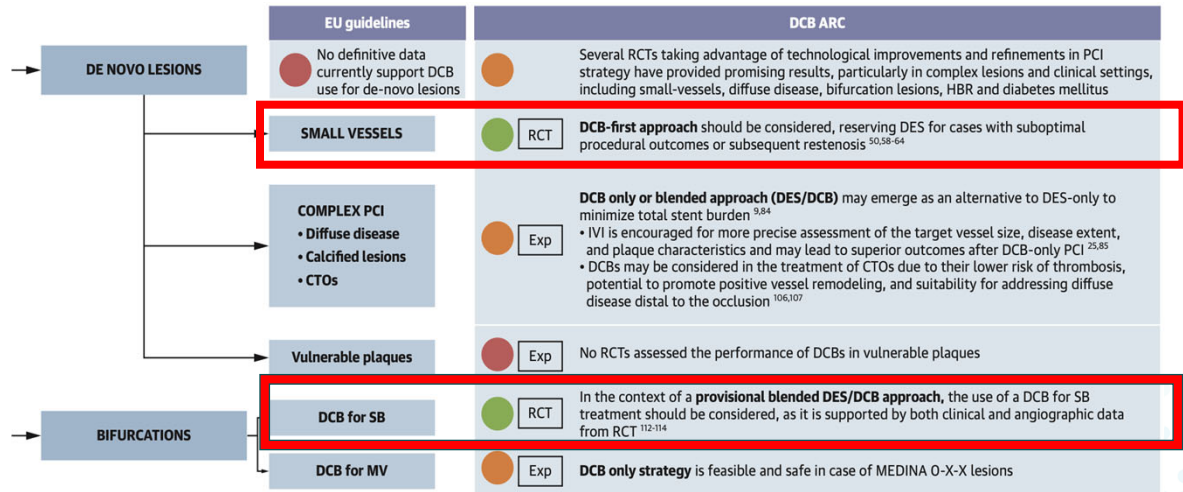 EU guidelines
DCB ARC
DE NOVO LESIONS
No definitive data
currently support DCB
use for de-novo lesions
Several RCTs taking advantage of technological improvements and refinements in PCI
strategy have provided promising results, particularly in complex lesions and clinical settings,
including small-vessels, diffuse disease, bifurcation lesions, HBR and diabetes mellitus
SMALL VESSELS
RCT
DCB-first approach should be considered, reserving DES for cases with suboptimal
procedural outcomes or subsequent restenosis 50,58-64
COMPLEX PCI
• Diffuse disease
• Calcified lesions
• CTOs
Exp
DCB only or blended approach (DES/DCB) may emerge as an alternative to DES-only to
minimize total stent burden 9,84
• IVI is encouraged for more precise assessment of the target vessel size, disease extent,
and plaque characteristics and may lead to superior outcomes after DCB-only PCI 25,85
• DCBs may be considered in the treatment of CTOs due to their lower risk of thrombosis,
potential to promote positive vessel remodeling, and suitability for addressing diffuse
disease distal to the occlusion 106,107
Vulnerable plaques
Exp
No RCTs assessed the performance of DCBs in vulnerable plaques
BIFURCATIONS
DCB for SB
RCT
In the context of a provisional blended DES/DCB approach, the use of a DCB for SB
treatment should be considered, as it is supported by both clinical and angiographic data
from RCT 112-114
DCB for MV
Exp
DCB only strategy is feasible and safe in case of MEDINA 0-X-X lesions